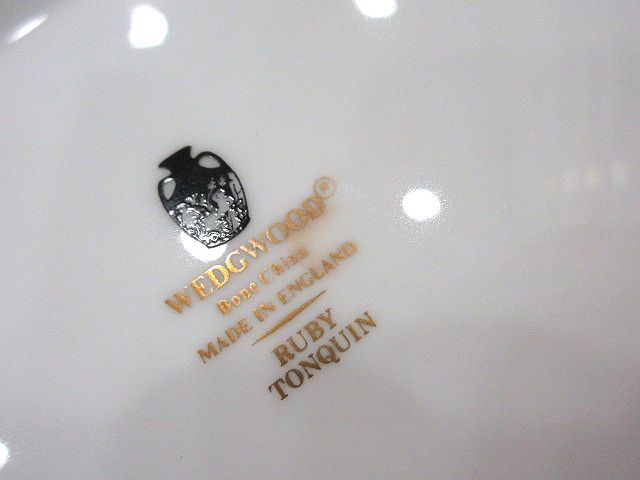 WEDGWOOD®
Bone China
MADE IN ENGLAND
RUBY
TONQUIN